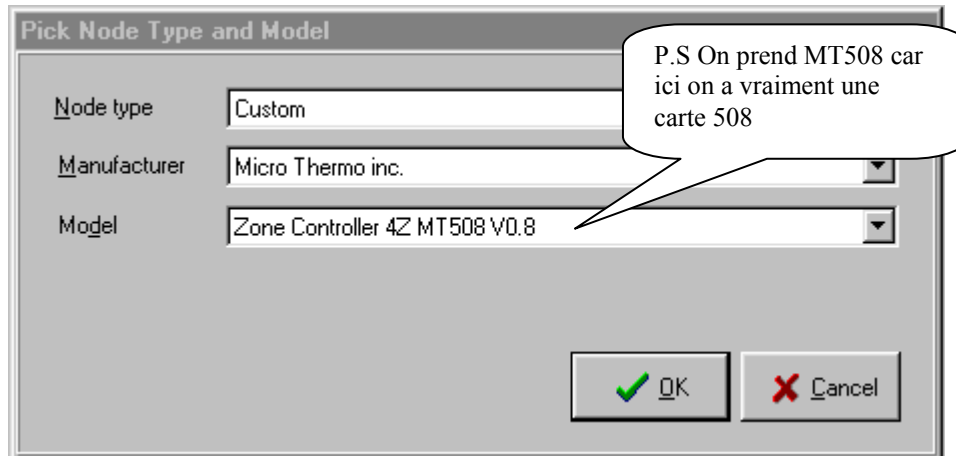 Pick Node Type and Model
P.S On prend MT508 car
ici on a vraiment une
carte 508
Node type
Custom
Manufacturer
Micro Thermo inc.
Model
Zone Controller 4Z MT508 V0.8
OK
Cancel